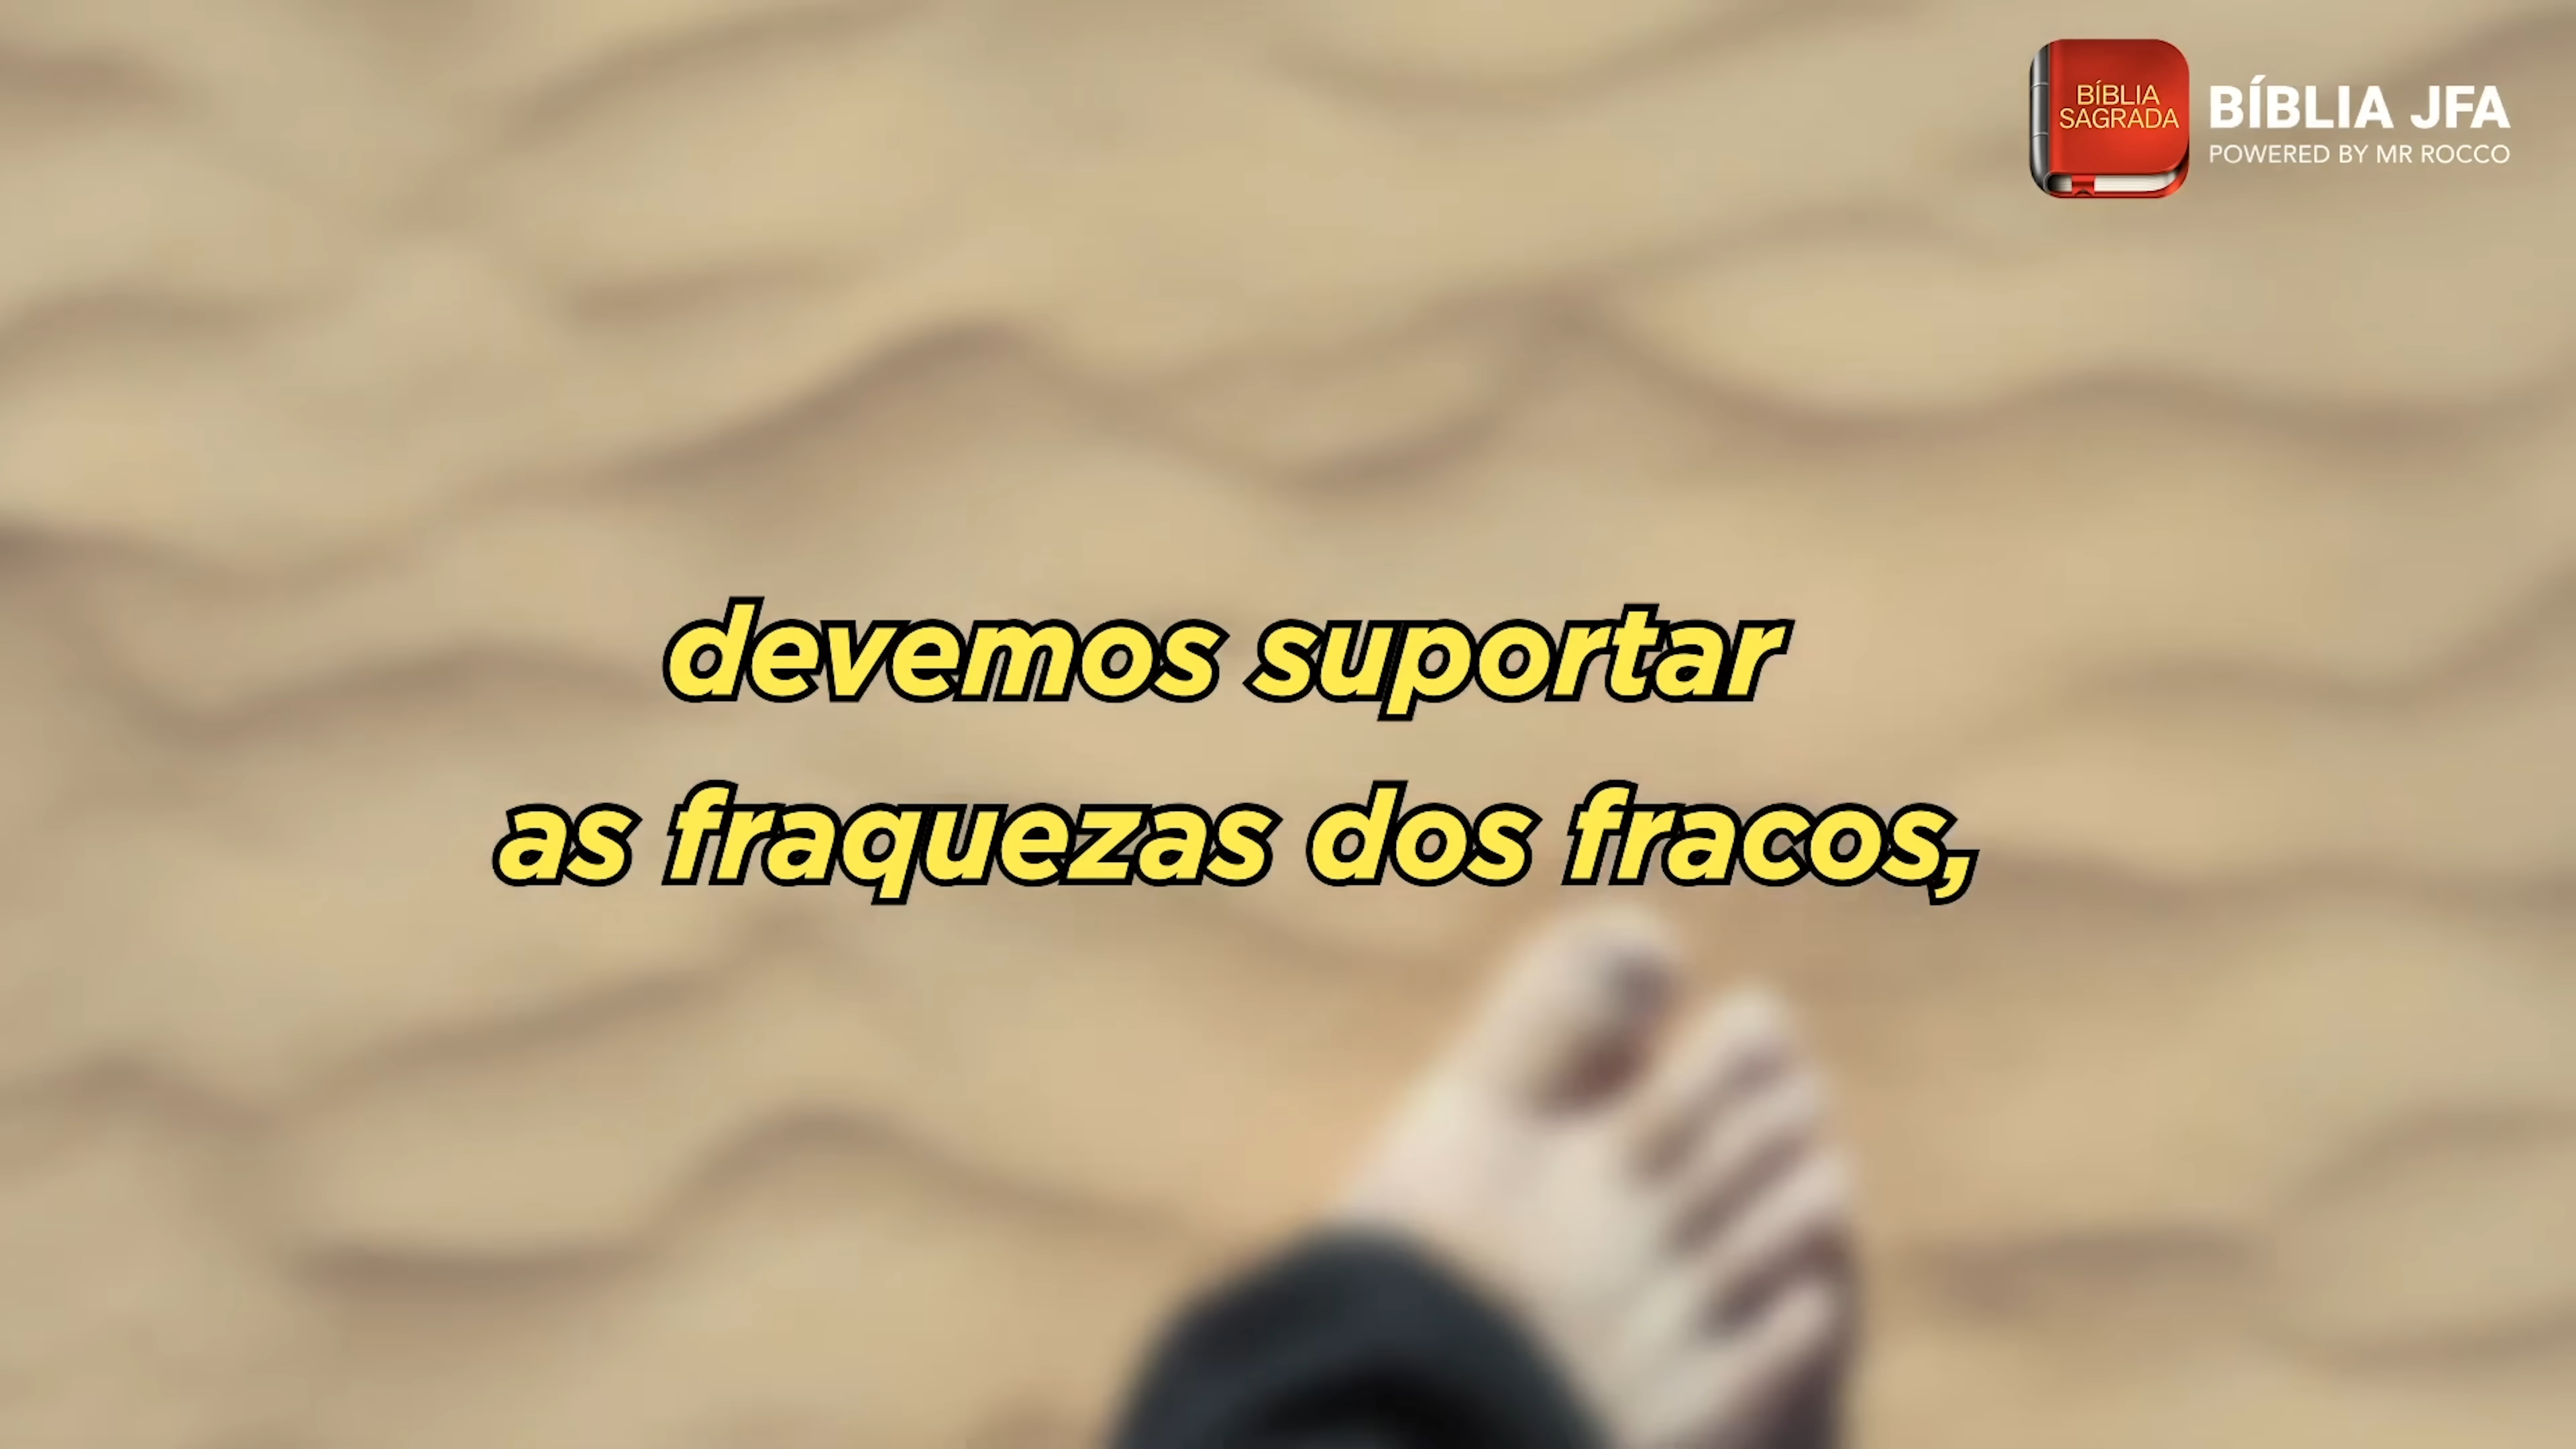 BÍBLIA
SAGRADA
BÍBLIA JFA
POWERED BY MR ROCCO
devemos suportar
as fraquezas dos fracos,